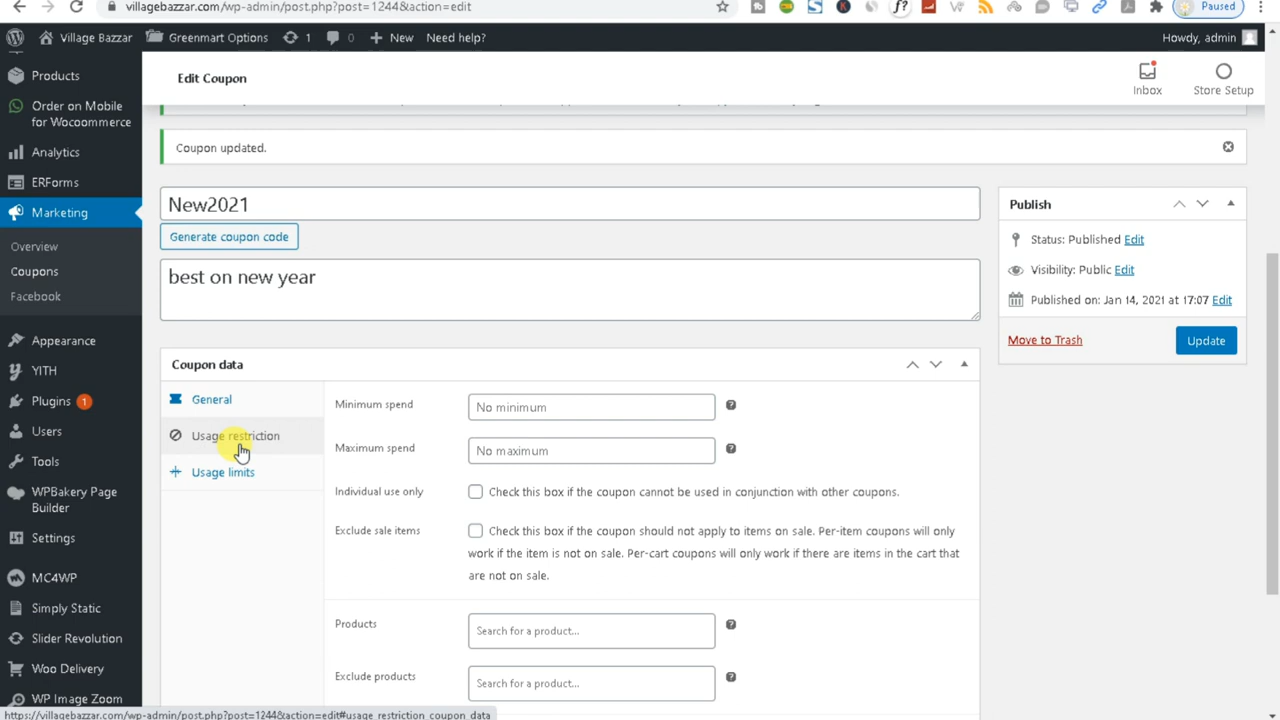 villagebazzar.com/wp-admin/post.php?post=1244&action=edit
Paused
Village Bazzar
Greenmart Options
1
0
New
Need help?
Howdy, admin
Products
Order on Mobile
for Wocoommerce
Analytics
ERForms
Marketing
Overview
Coupons
Facebook
Appearance
YITH
Plugins 1
Users
Tools
WPBakery Page
Builder
Settings
MC4WP
Simply Static
Slider Revolution
Woo Delivery
WP Image Zoom
Edit Coupon
Inbox
Store Setup
Coupon updated.
New2021
Generate coupon code
best on new year
Publish
Status: Published Edit
Visibility: Public Edit
Published on: Jan 14, 2021 at 17:07 Edit
Move to Trash
Update
Coupon data
General
Usage restriction
Usage limits
Minimum spend
No minimum
Maximum spend
No maximum
Individual use only
Check this box if the coupon cannot be used in conjunction with other coupons.
Exclude sale items
Check this box if the coupon should not apply to items on sale. Per-item coupons will only
work if the item is not on sale. Per-cart coupons will only work if there are items in the cart that
are not on sale.
Products
Search for a product...
Exclude products
Search for a product...
https://villagebazzar.com/wp-admin/post.php?post=1244&action=edit#usage_restriction_coupon_data